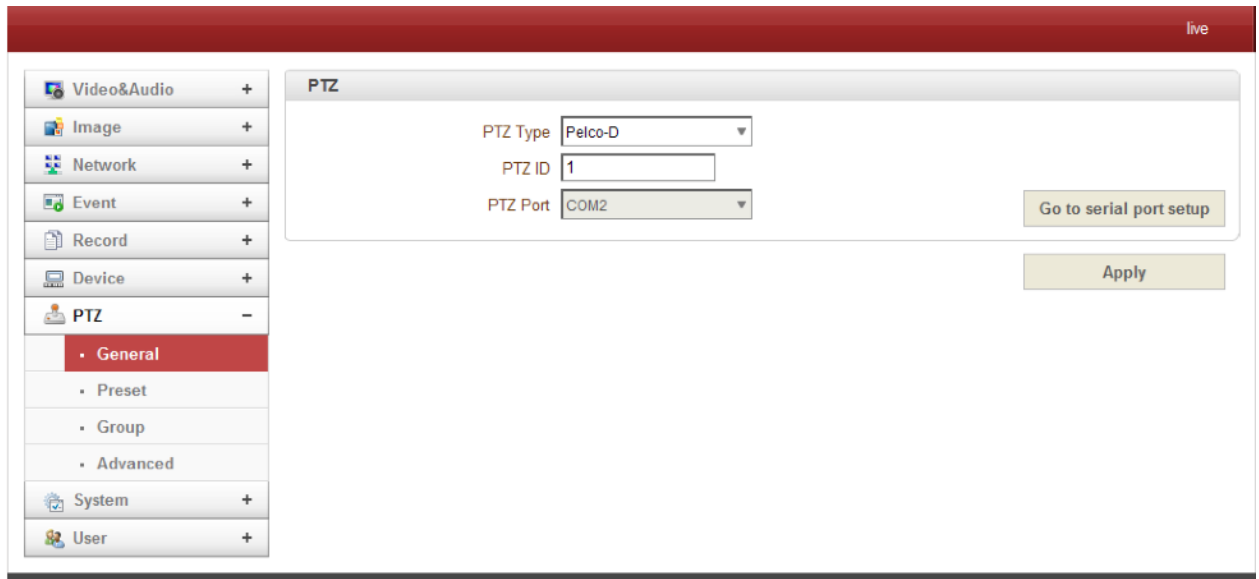 live
Video&Audio +
Image +
Network +
Event +
Record +
Device +
PTZ −
General
Preset
Group
Advanced
System +
User +
PTZ
PTZ Type Pelco-D
PTZ ID 1
PTZ Port COM2
Go to serial port setup
Apply